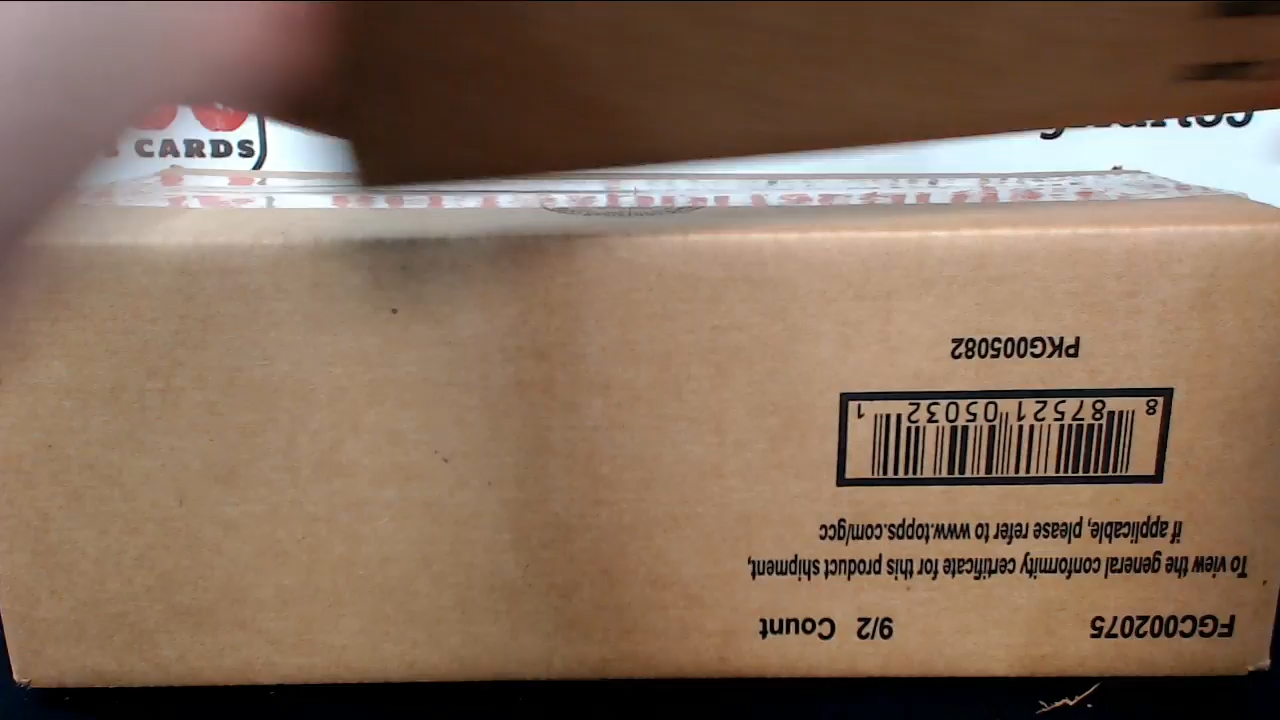 CARDS
FGC002075 9/2 Count
To view the general conformity certificate for this product shipment,
if applicable, please refer to www.topps.com/gcc
8 87521 05032 1
PKG005082